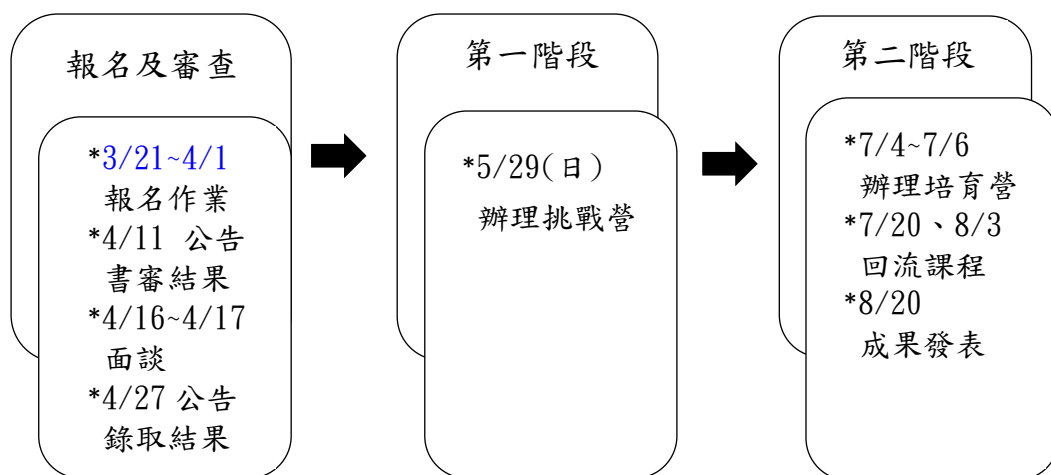 報名及審查
*3/21~4/1
報名作業
*4/11 公告
書審結果
*4/16~4/17
面談
*4/27 公告
錄取結果
第一階段
*5/29(日)
辦理挑戰營
第二階段
*7/4~7/6
辦理培育營
*7/20、8/3
回流課程
*8/20
成果發表